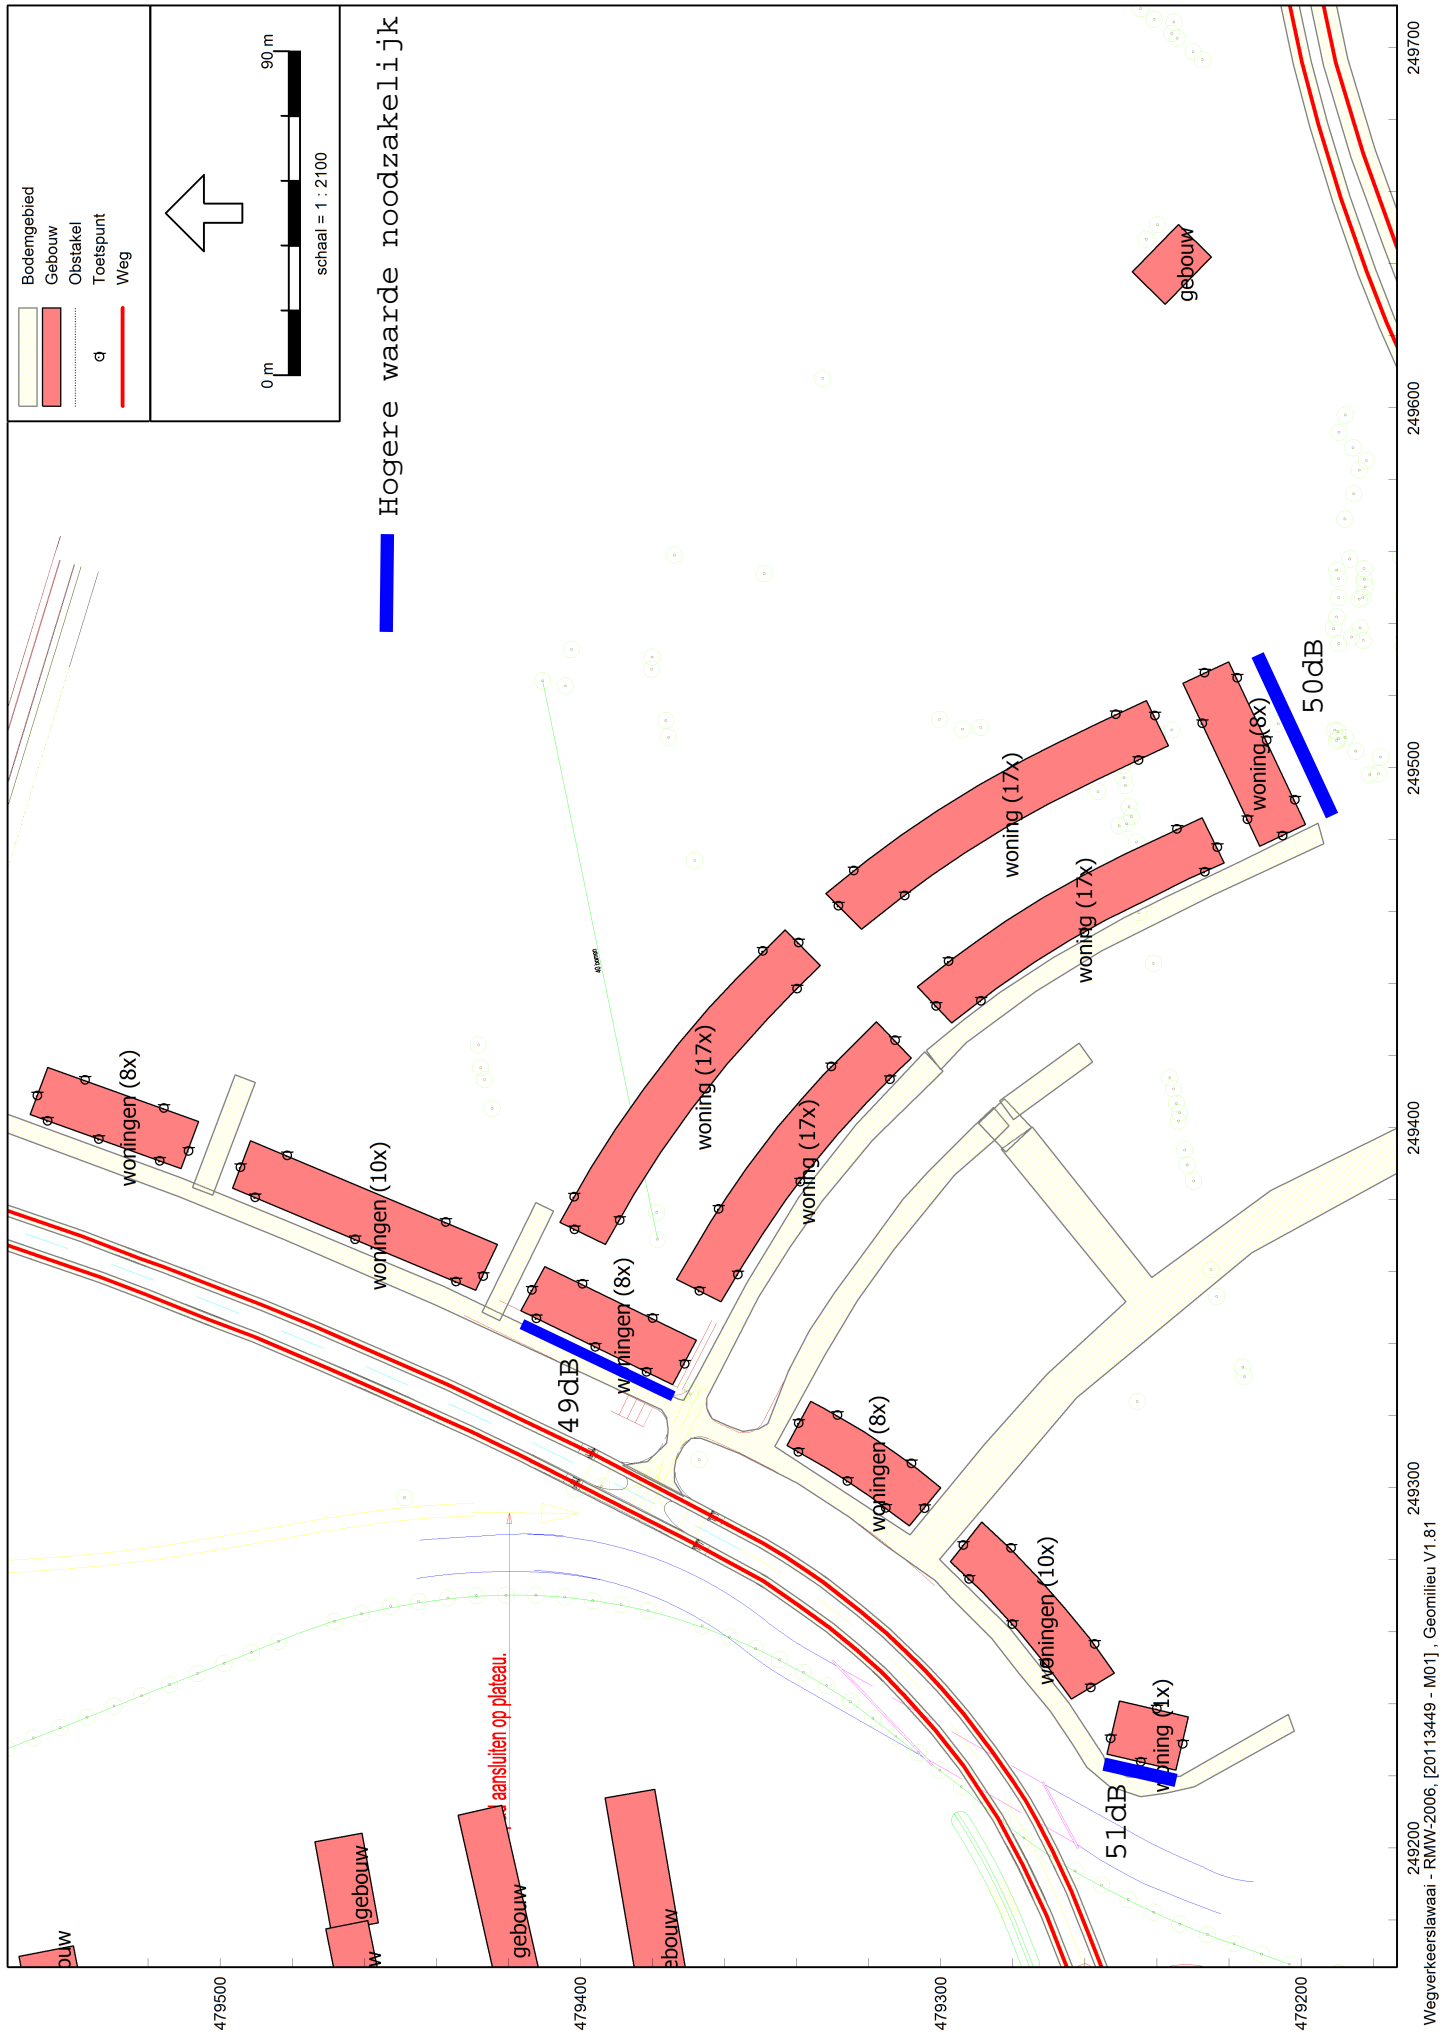 Bodemgebied
Gebouw
Obstakel
Toetspunt
Weg
0 m
90 m
schaal = 1 : 2100
Hogere waarde noodzakelijk
gebouw
50dB
woning (8x)
woning (17x)
woning (17x)
woning (17x)
woning (17x)
woningen (8x)
woningen (10x)
woningen (8x)
49dB
woningen (8x)
woningen (10x)
woning (1x)
51dB
aansluiten op plateau.
gebouw
gebouw
ebouw
ouw
w
249700
249600
249500
249400
249300
249200
479500
479400
479300
479200
Wegverkeerslawaai - RMW-2006, [20113449 - M01] , Geomilieu V1.81